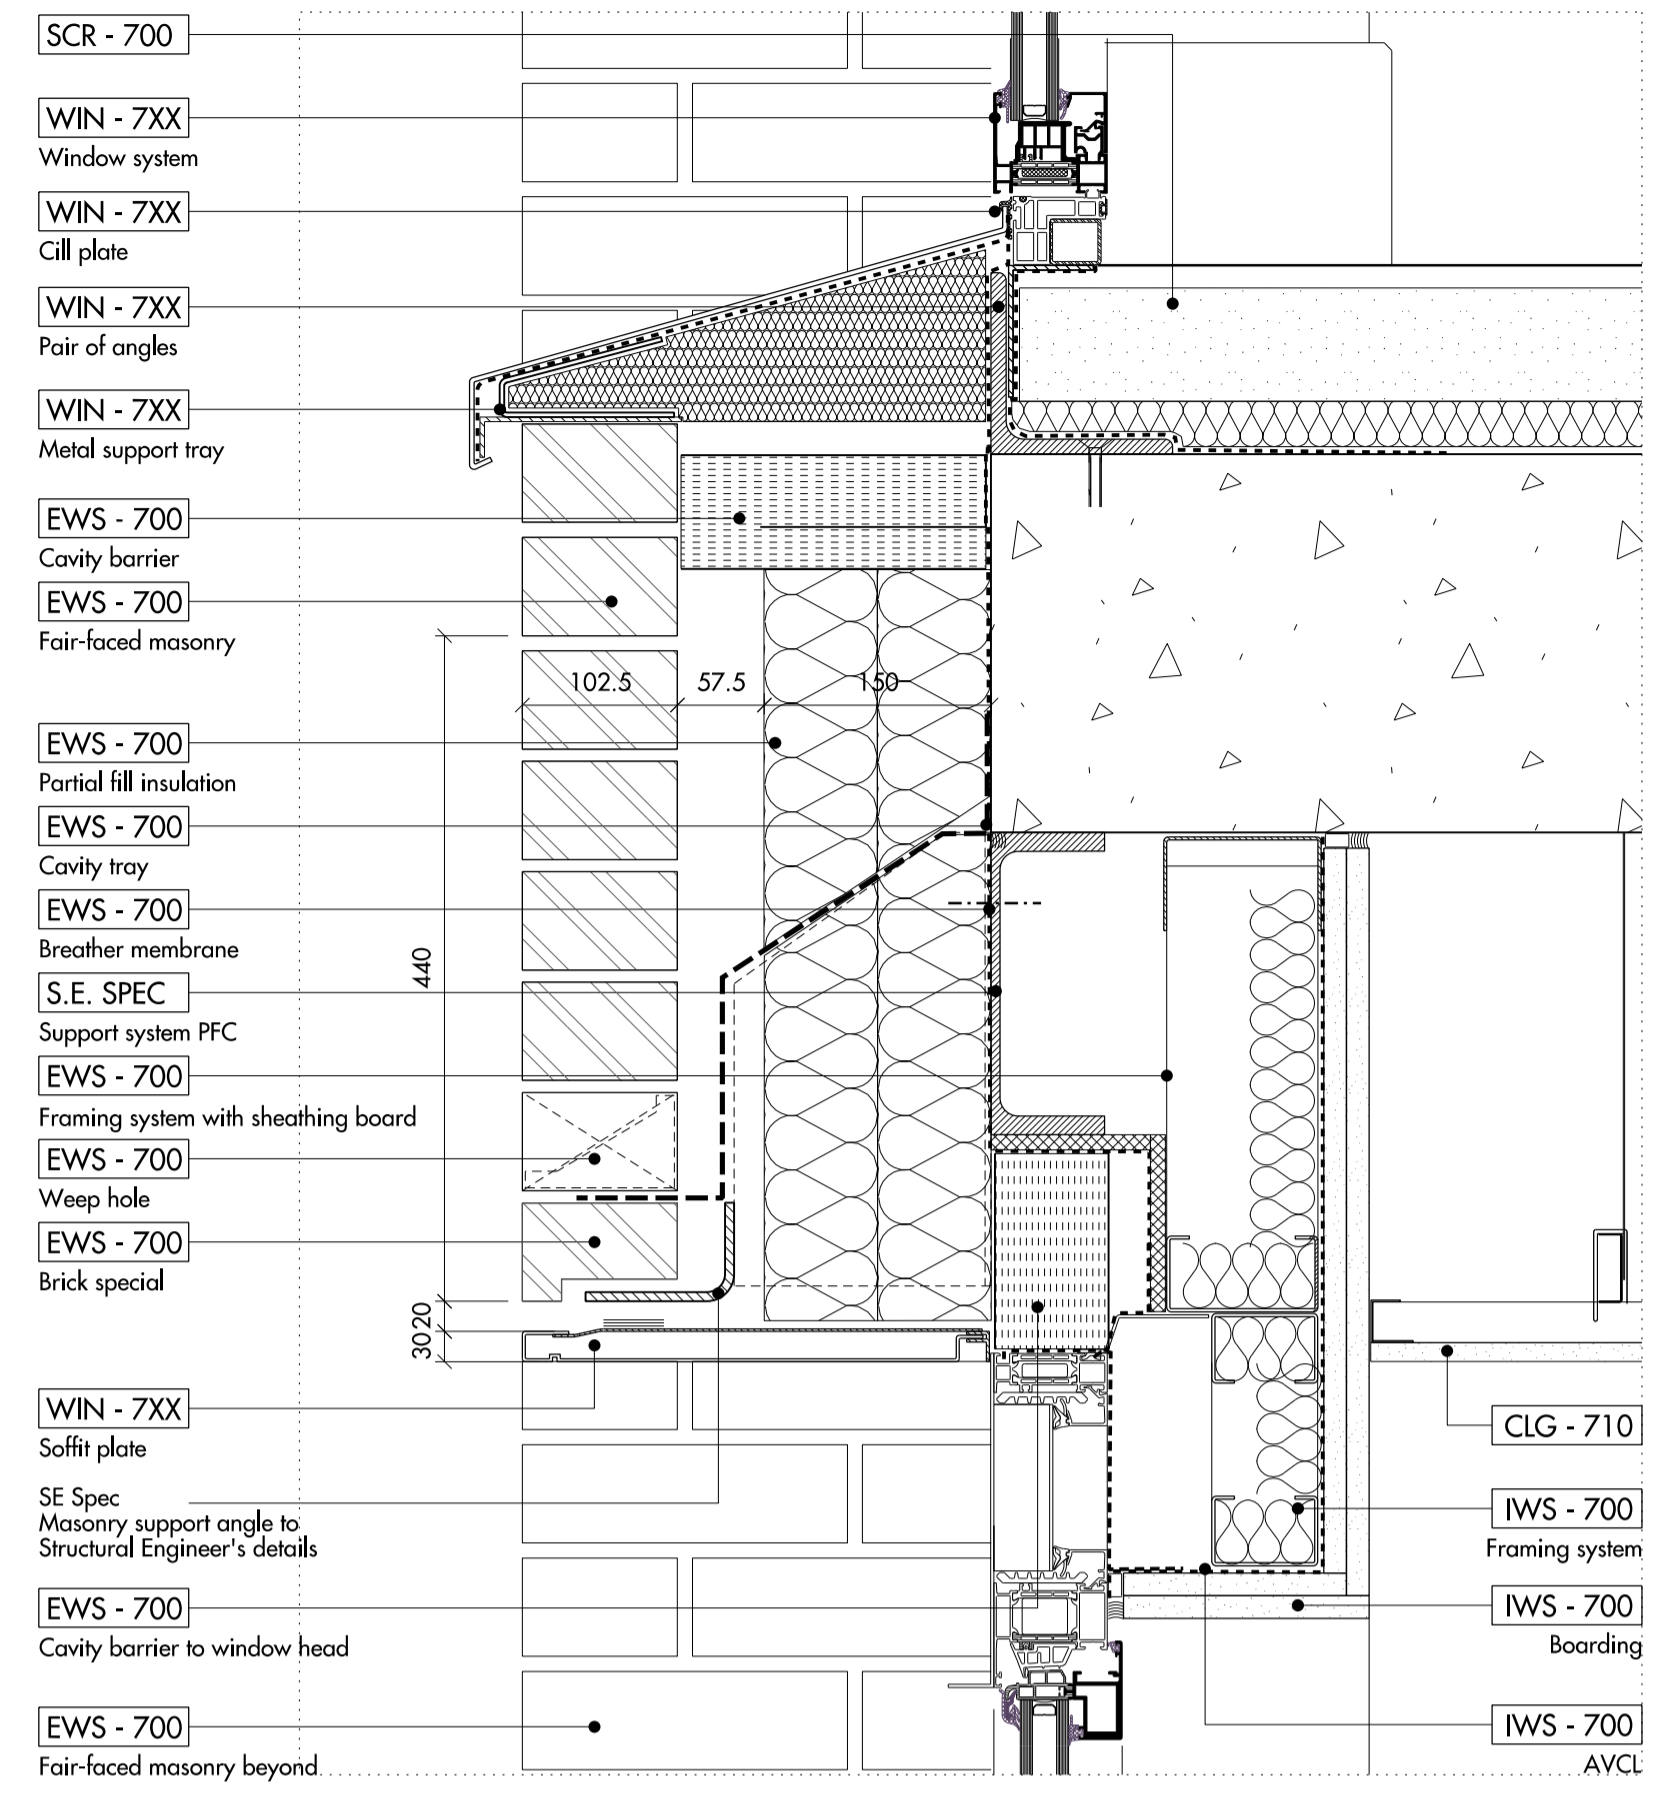 SCR - 700
WIN - 7XX
Window system
WIN - 7XX
Cill plate
WIN - 7XX
Pair of angles
WIN - 7XX
Metal support tray
EWS - 700
Cavity barrier
EWS - 700
Fair-faced masonry
102.5
57.5
150
EWS - 700
Partial fill insulation
EWS - 700
Cavity tray
EWS - 700
Breather membrane
440
S.E. SPEC
Support system PFC
EWS - 700
Framing system with sheathing board
EWS - 700
Weep hole
EWS - 700
Brick special
20
30
WIN - 7XX
Soffit plate
SE Spec
Masonry support angle to
Structural Engineer's details
EWS - 700
Cavity barrier to window head
EWS - 700
Fair-faced masonry beyond
CLG - 710
IWS - 700
Framing system
IWS - 700
Boarding
IWS - 700
AVCL